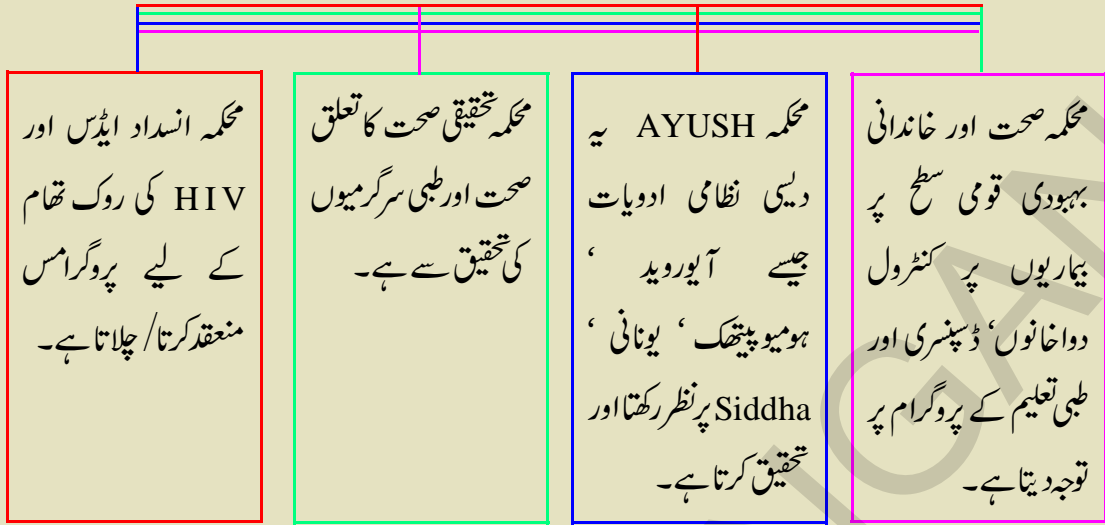 محکمہ صحت اور خاندانی
بہبودی قومی سطح پر
بیماریوں پر کنٹرول
دواخانوں‘ ڈسپنسری اور
طبی تعلیم کے پروگرام پر
توجہ دیتا ہے۔
محکمہ AYUSH یہ
دیسی نظامی ادویات
جیسے آیوروید ‘
ہومیوپیتھک ‘ یونانی ‘
Siddha پر نظر رکھتا اور
تحقیق کرتا ہے۔
محکمہ تحقیقی صحت کا تعلق
صحت اور طبی سرگرمیوں
کی تحقیق سے ہے۔
محکمہ انسداد ایڈس اور
HIV کی روک تھام
کے لیے پروگرامس
منعقد کرتا/ چلاتا ہے۔